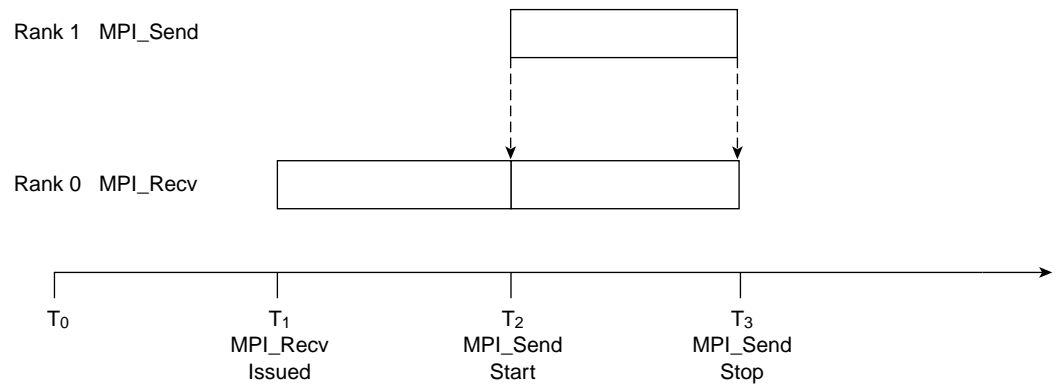 Rank 1 MPI_Send
Rank 0 MPI_Recv
T0 T1 T2 T3
MPI_Recv MPI_Send MPI_Send
Issued Start Stop